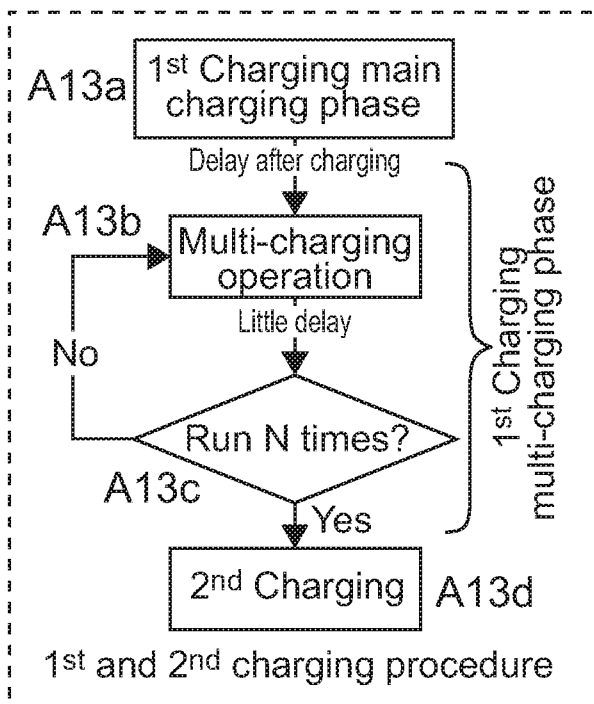 A13a
1st Charging main
charging phase
Delay after charging
A13b
Multi-charging
operation
Little delay
No
Run N times?
A13c
Yes
1st Charging
multi-charging phase
2nd Charging
A13d
1st and 2nd charging procedure